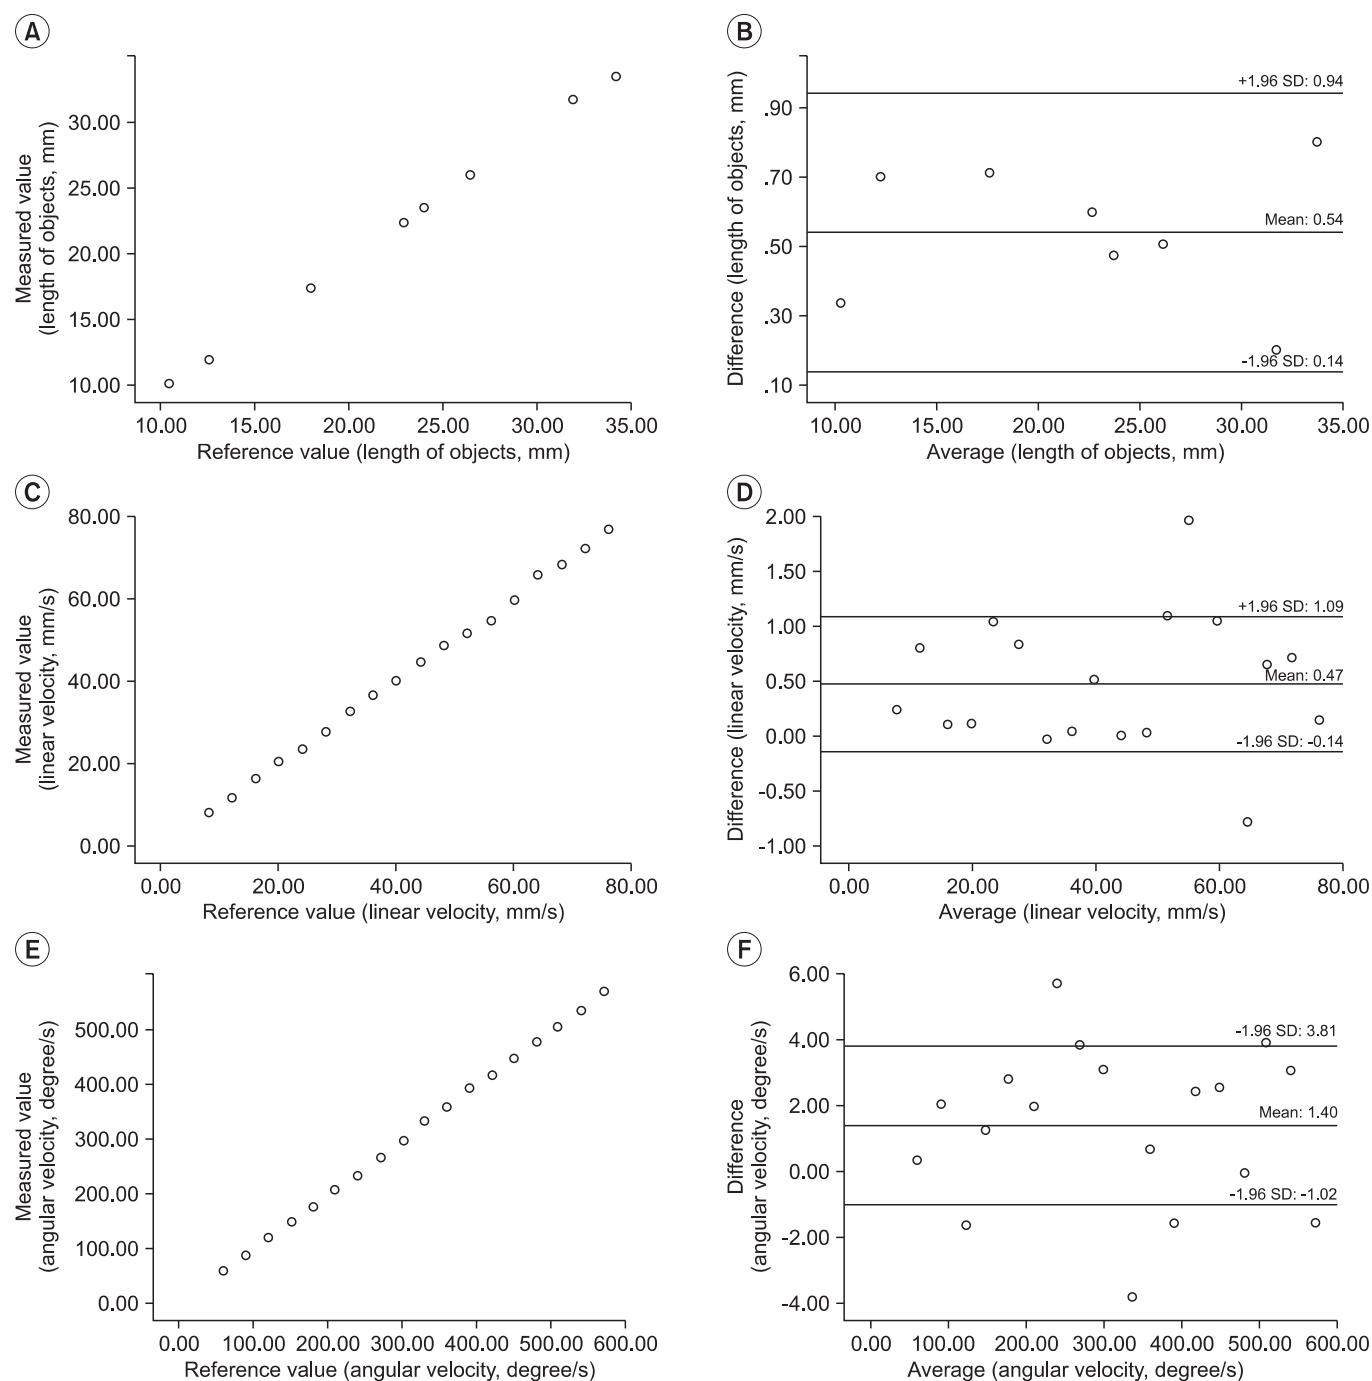 A
Measured value
(length of objects, mm)
30.00
25.00
20.00
15.00
10.00
10.00 15.00 20.00 25.00 30.00 35.00
Reference value (length of objects, mm)
B
Difference (length of objects, mm)
.90
.70
.50
.30
.10
+1.96 SD: 0.94
Mean: 0.54
-1.96 SD: 0.14
10.00 15.00 20.00 25.00 30.00 35.00
Average (length of objects, mm)
C
Measured value
(linear velocity, mm/s)
80.00
60.00
40.00
20.00
0.00
0.00 20.00 40.00 60.00 80.00
Reference value (linear velocity, mm/s)
D
Difference (linear velocity, mm/s)
2.00
1.50
1.00
0.50
0.00
-0.50
-1.00
+1.96 SD: 1.09
Mean: 0.47
-1.96 SD: -0.14
0.00 20.00 40.00 60.00 80.00
Average (linear velocity, mm/s)
E
Measured value
(angular velocity, degree/s)
500.00
400.00
300.00
200.00
100.00
0.00
0.00 100.00 200.00 300.00 400.00 500.00 600.00
Reference value (angular velocity, degree/s)
F
Difference
(angular velocity, degree/s)
6.00
4.00
2.00
0.00
-2.00
-4.00
-1.96 SD: 3.81
Mean: 1.40
-1.96 SD: -1.02
0.00 100.00 200.00 300.00 400.00 500.00 600.00
Average (angular velocity, degree/s)